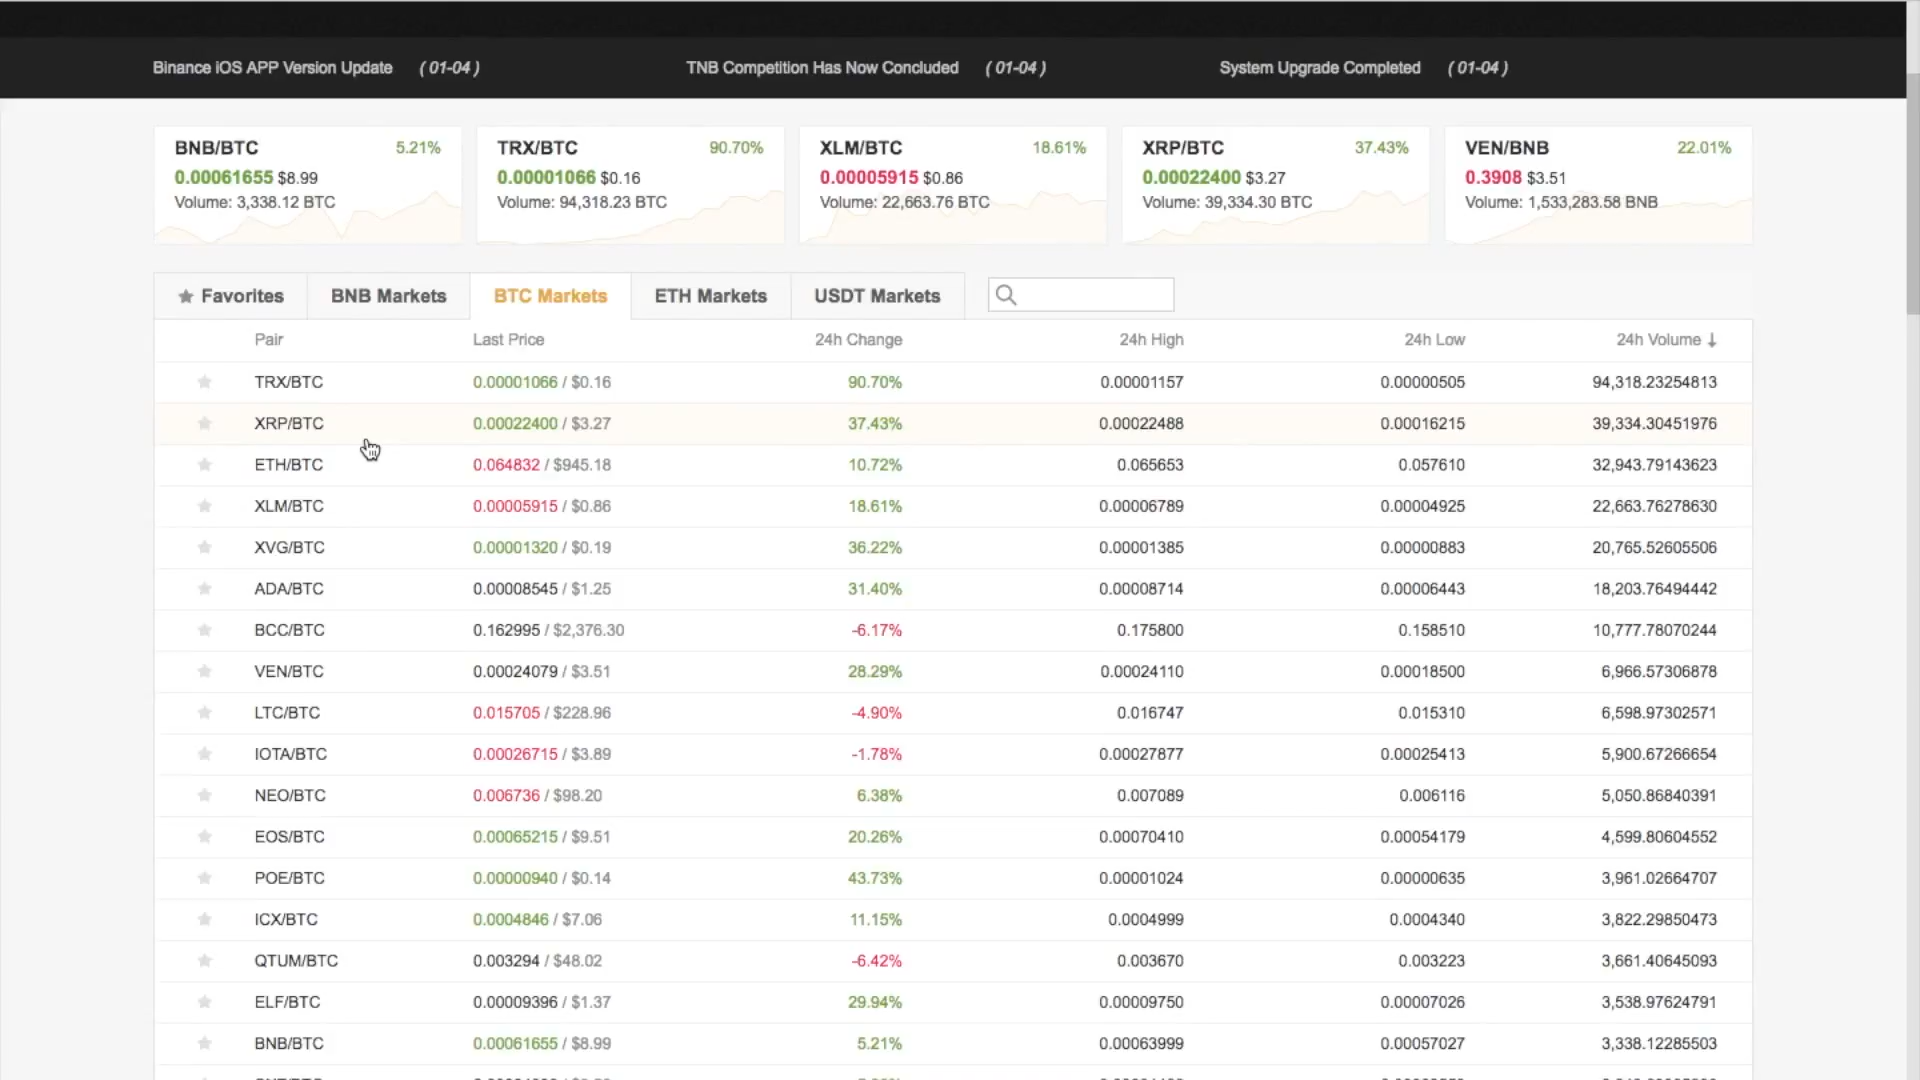 Binance iOS APP Version Update ( 01-04 ) TNB Competition Has Now Concluded ( 01-04 ) System Upgrade Completed ( 01-04 )
BNB/BTC 5.21% TRX/BTC 90.70% XLM/BTC 18.61% XRP/BTC 37.43% VEN/BNB 22.01%
0.00061655 $8.99 0.00001066 $0.16 0.00005915 $0.86 0.00022400 $3.27 0.3908 $3.51
Volume: 3,338.12 BTC Volume: 94,318.23 BTC Volume: 22,663.76 BTC Volume: 39,334.30 BTC Volume: 1,533,283.58 BNB
Favorites BNB Markets BTC Markets ETH Markets USDT Markets
Pair Last Price 24h Change 24h High 24h Low 24h Volume ↓
TRX/BTC 0.00001066 / $0.16 90.70% 0.00001157 0.00000505 94,318.23254813
XRP/BTC 0.00022400 / $3.27 37.43% 0.00022488 0.00016215 39,334.30451976
ETH/BTC 0.064832 / $945.18 10.72% 0.065653 0.057610 32,943.79143623
XLM/BTC 0.00005915 / $0.86 18.61% 0.00006789 0.00004925 22,663.76278630
XVG/BTC 0.00001320 / $0.19 36.22% 0.00001385 0.00000883 20,765.52605506
ADA/BTC 0.00008545 / $1.25 31.40% 0.00008714 0.00006443 18,203.76494442
BCC/BTC 0.162995 / $2,376.30 -6.17% 0.175800 0.158510 10,777.78070244
VEN/BTC 0.00024079 / $3.51 28.29% 0.00024110 0.00018500 6,966.57306878
LTC/BTC 0.015705 / $228.96 -4.90% 0.016747 0.015310 6,598.97302571
IOTA/BTC 0.00026715 / $3.89 -1.78% 0.00027877 0.00025413 5,900.67266654
NEO/BTC 0.006736 / $98.20 6.38% 0.007089 0.006116 5,050.86840391
EOS/BTC 0.00065215 / $9.51 20.26% 0.00070410 0.00054179 4,599.80604552
POE/BTC 0.00000940 / $0.14 43.73% 0.00001024 0.00000635 3,961.02664707
ICX/BTC 0.0004846 / $7.06 11.15% 0.0004999 0.0004340 3,822.29850473
QTUM/BTC 0.003294 / $48.02 -6.42% 0.003670 0.003223 3,661.40645093
ELF/BTC 0.00009396 / $1.37 29.94% 0.00009750 0.00007026 3,538.97624791
BNB/BTC 0.00061655 / $8.99 5.21% 0.00063999 0.00057027 3,338.12285503